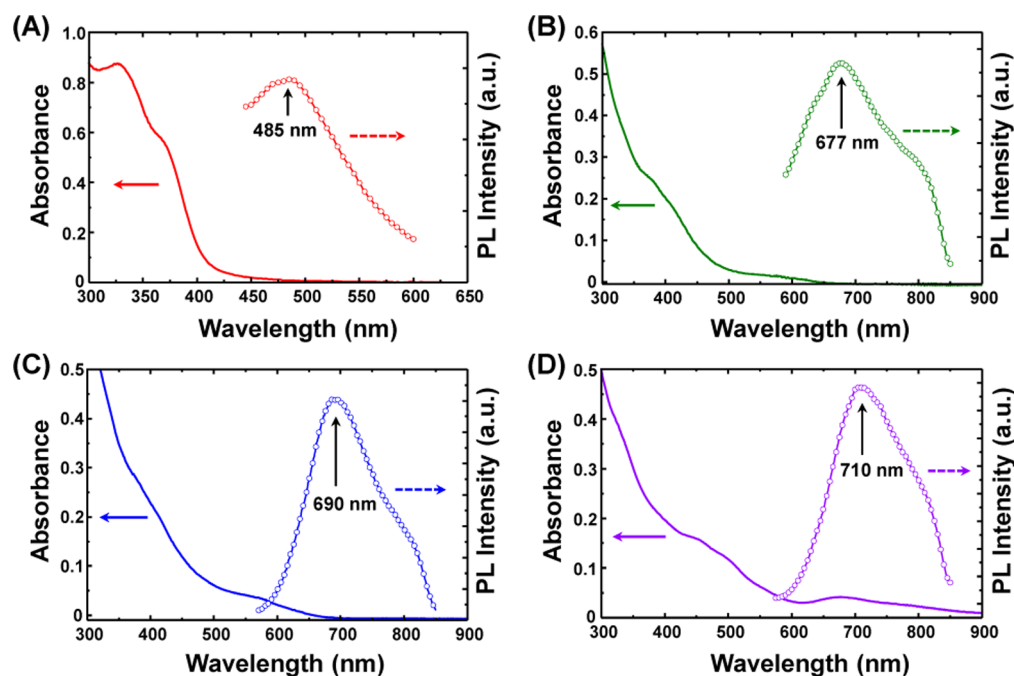 (A)
1.0
0.8
0.6
0.4
0.2
0
Absorbance
485 nm
PL Intensity (a.u.)
300 350 400 450 500 550 600 650
Wavelength (nm)
(B)
0.6
0.5
0.4
0.3
0.2
0.1
0
Absorbance
677 nm
PL Intensity (a.u.)
300 400 500 600 700 800 900
Wavelength (nm)
(C)
0.5
0.4
0.3
0.2
0.1
0
Absorbance
690 nm
PL Intensity (a.u.)
300 400 500 600 700 800 900
Wavelength (nm)
(D)
0.5
0.4
0.3
0.2
0.1
0
Absorbance
710 nm
PL Intensity (a.u.)
300 400 500 600 700 800 900
Wavelength (nm)